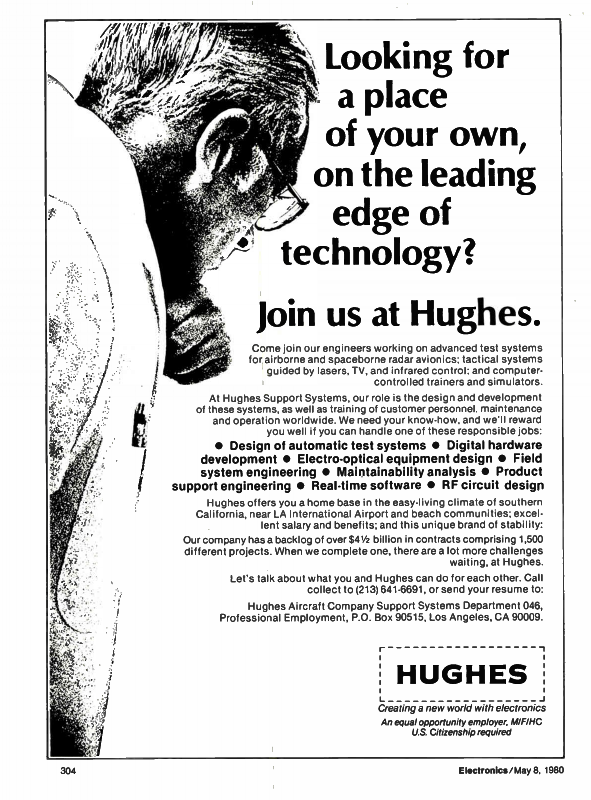 Looking for
a place
of your own,
on the leading
edge of
technology?
Join us at Hughes.
Come join our engineers working on advanced test systems
for airborne and spaceborne radar avionics; tactical systems
guided by lasers, TV, and infrared control; and computer-
controlled trainers and simulators.
At Hughes Support Systems, our role is the design and development
of these systems, as well as training of customer personnel, maintenance
and operation worldwide. We need your know-how, and we'll reward
you well if you can handle one of these responsible jobs:
● Design of automatic test systems ● Digital hardware
development ● Electro-optical equipment design ● Field
system engineering ● Maintainability analysis ● Product
support engineering ● Real-time software ● RF circuit design
Hughes offers you a home base in the easy-living climate of southern
California, near LA International Airport and beach communities; excel-
lent salary and benefits; and this unique brand of stability:
Our company has a backlog of over $4½ billion in contracts comprising 1,500
different projects. When we complete one, there are a lot more challenges
waiting, at Hughes.
Let's talk about what you and Hughes can do for each other. Call
collect to (213) 641-6691, or send your resume to:
Hughes Aircraft Company Support Systems Department 046,
Professional Employment, P.O. Box 90515, Los Angeles, CA 90009.
HUGHES
Creating a new world with electronics
An equal opportunity employer, M/F/HC
U.S. Citizenship required
304
Electronics/May 8, 1980